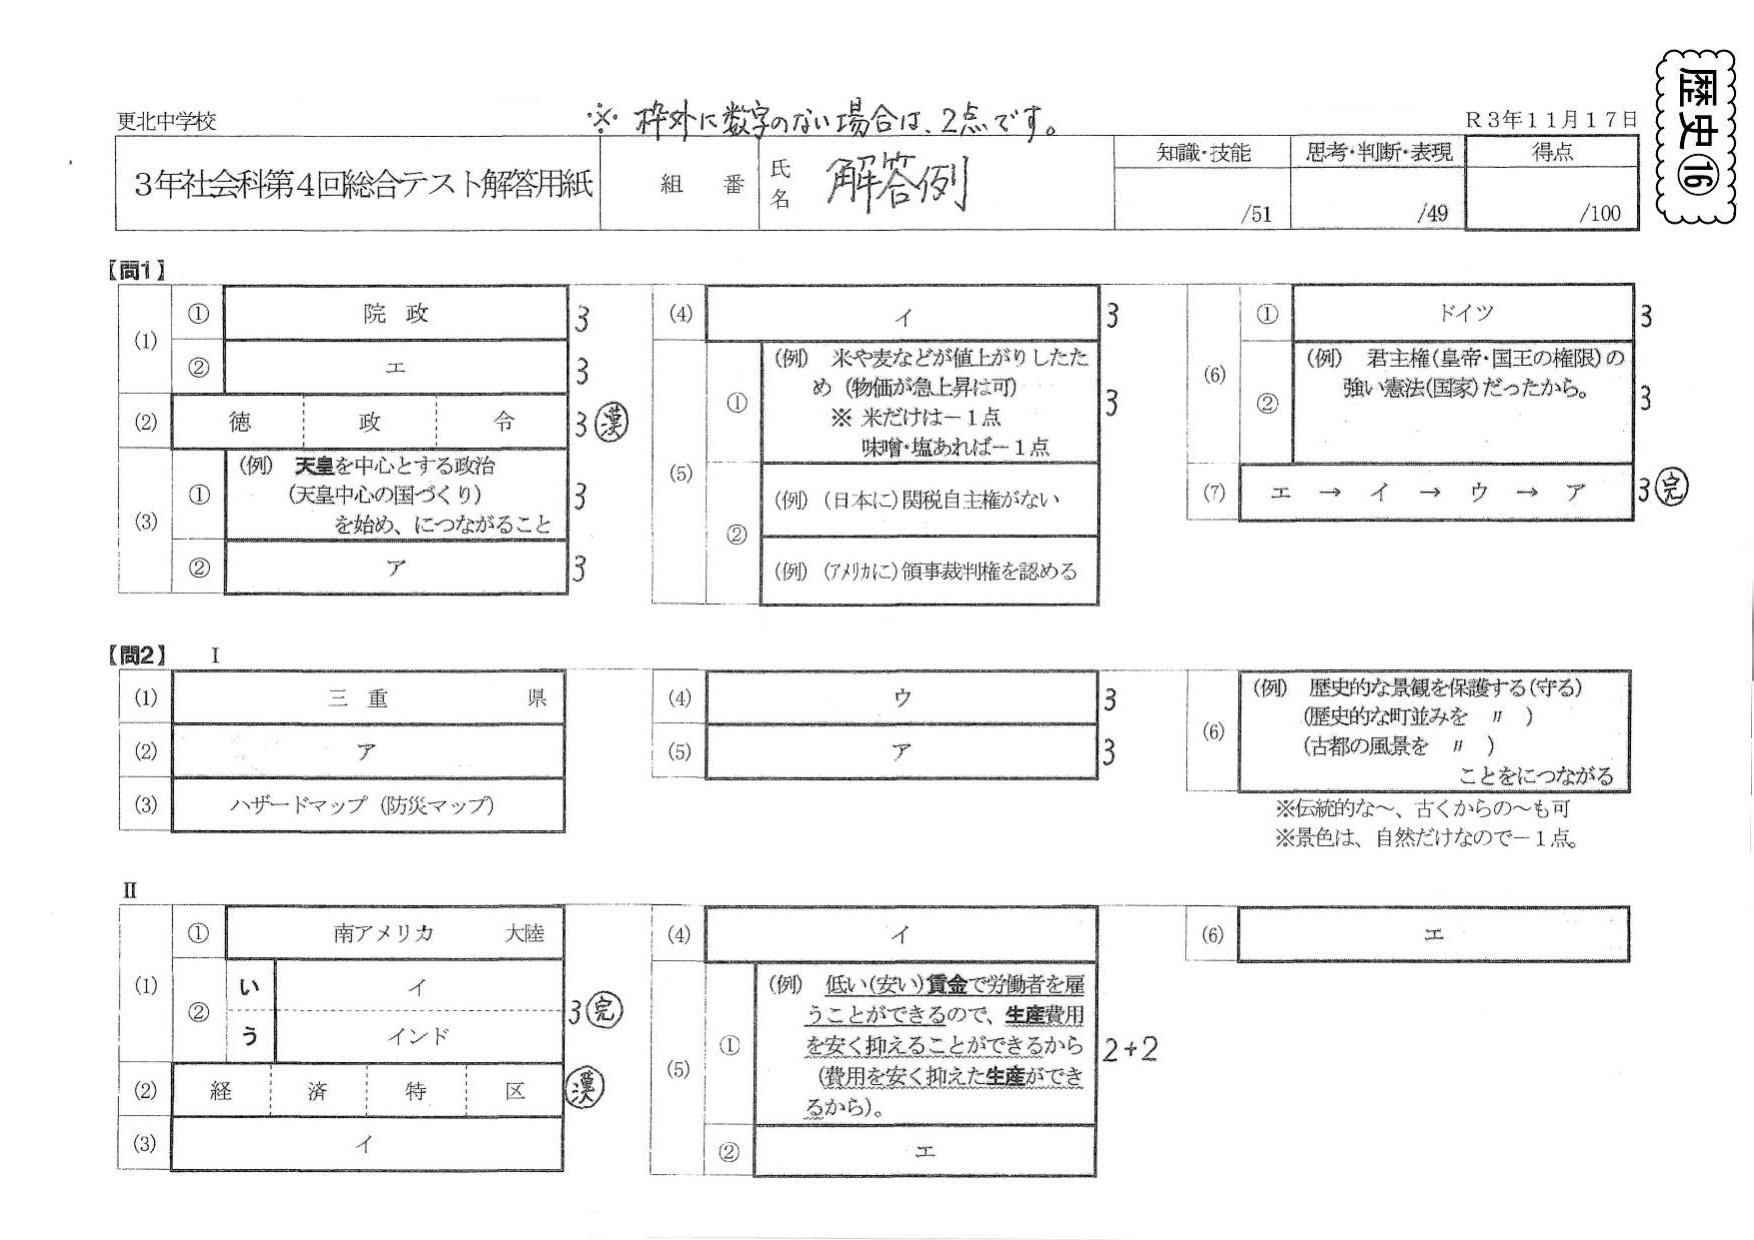 歴史⑯
更北中学校
※ 枠外に数字のない場合は、2点です。
R3年11月17日
3年社会科第4回総合テスト解答用紙
組 番
氏名
解答例
知識・技能
/51
思考・判断・表現
/49
得点
/100
【問1】
(1)
① 院 政 3
② エ 3
(2) 徳 政 令 3 漢
(3)
① (例) 天皇を中心とする政治
(天皇中心の国づくり)
を始め、につながること 3
② ア 3
(4) イ 3
(5)
① (例) 米や麦などが値上がりしたた
め (物価が急上昇は可)
※ 米だけは-1点
味噌・塩あれば-1点 3
② (例) (日本に)関税自主権がない
(例) (アメリカに)領事裁判権を認める
(6)
① ドイツ 3
② (例) 君主権(皇帝・国王の権限)の
強い憲法(国家)だったから。 3
(7) エ → イ → ウ → ア 3 完
【問2】 Ⅰ
(1) 三 重 県
(2) ア
(3) ハザードマップ (防災マップ)
(4) ウ 3
(5) ア 3
(6) (例) 歴史的な景観を保護する(守る)
(歴史的な町並みを 〃 )
(古都の風景を 〃 )
ことをにつながる
※伝統的な～、古くからの～も可
※景色は、自然だけなので-1点。
Ⅱ
(1)
① 南アメリカ 大陸
② い イ
う インド 3 完
(2) 経 済 特 区 漢
(3) イ
(4) イ
(5)
① (例) 低い(安い)賃金で労働者を雇
うことができるので、生産費用
を安く抑えることができるから
(費用を安く抑えた生産ができ
るから)。 2+2
② エ
(6) エ